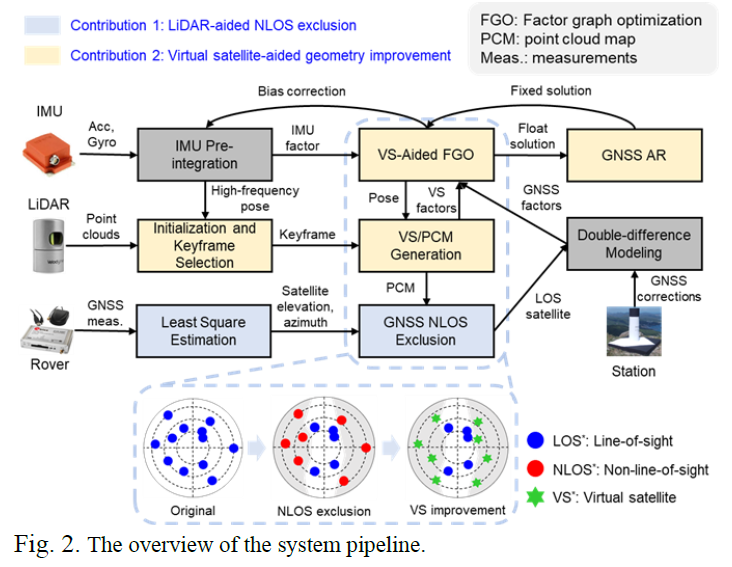 Contribution 1: LiDAR-aided NLOS exclusion
Contribution 2: Virtual satellite-aided geometry improvement
FGO: Factor graph optimization
PCM: point cloud map
Meas.: measurements
IMU
Acc,
Gyro
IMU Pre-
integration
Bias correction
IMU
factor
VS-Aided FGO
Fixed solution
Float
solution
GNSS AR
High-frequency
pose
Pose
VS
factors
GNSS
factors
LiDAR
Point
clouds
Initialization and
Keyframe
Selection
Keyframe
VS/PCM
Generation
Double-difference
Modeling
PCM
GNSS
corrections
LOS
satellite
Rover
GNSS
meas.
Least Square
Estimation
Satellite
elevation,
azimuth
GNSS NLOS
Exclusion
Station
Original
NLOS exclusion
VS improvement
LOS*: Line-of-sight
NLOS*: Non-line-of-sight
VS*: Virtual satellite
Fig. 2. The overview of the system pipeline.